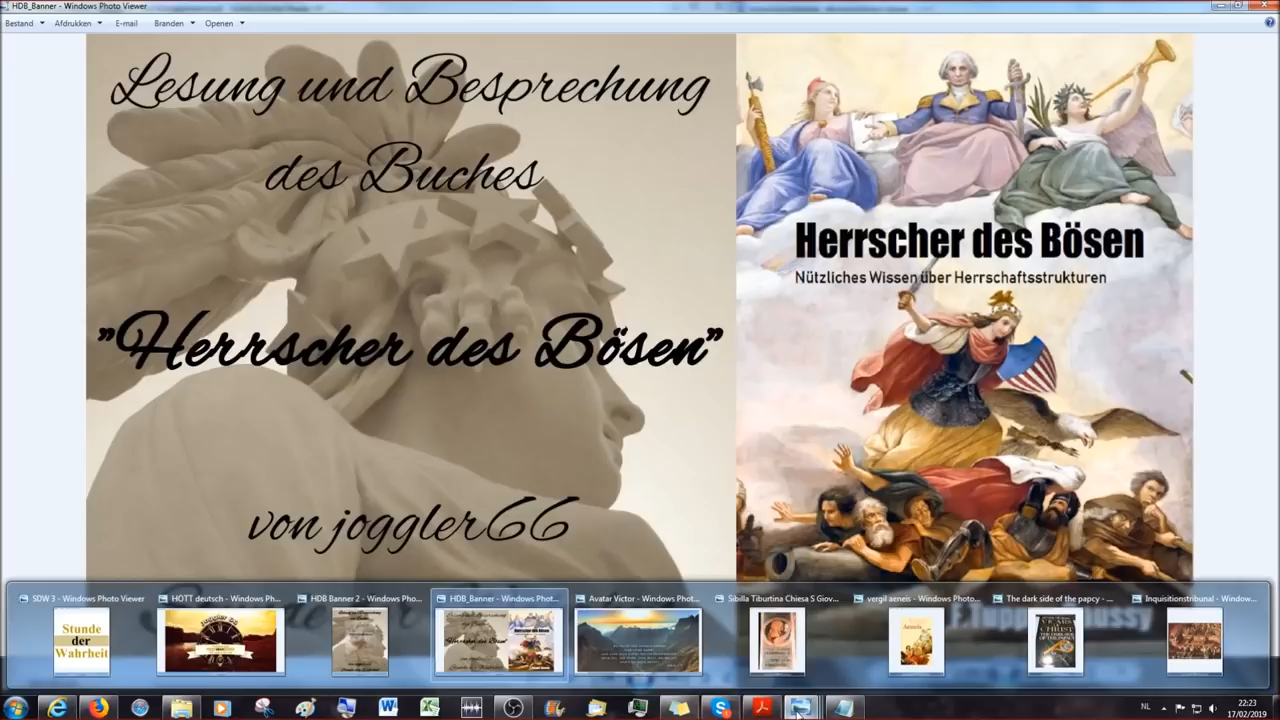 HDB_Banner - Windows Photo Viewer
Bestand Afdrukken E-mail Branden Openen
Lesung und Besprechung
des Buches
"Herrscher des Bösen"
von joggler66
Herrscher des Bösen
Nützliches Wissen über Herrschaftsstrukturen
SDW 3 - Windows Photo Viewer
HOTT deutsch - Windows Ph...
HDB Banner 2 - Windows Pho...
HDB_Banner - Windows Phot...
Avatar Victor - Windows Phot...
Sibilla Tiburtina Chiesa S Giov...
vergil aeneis - Windows Photo...
The dark side of the papcy - ...
Inquisitionstribunal - Window...
Stunde
der
Wahrheit
NL
22:23
17/02/2019